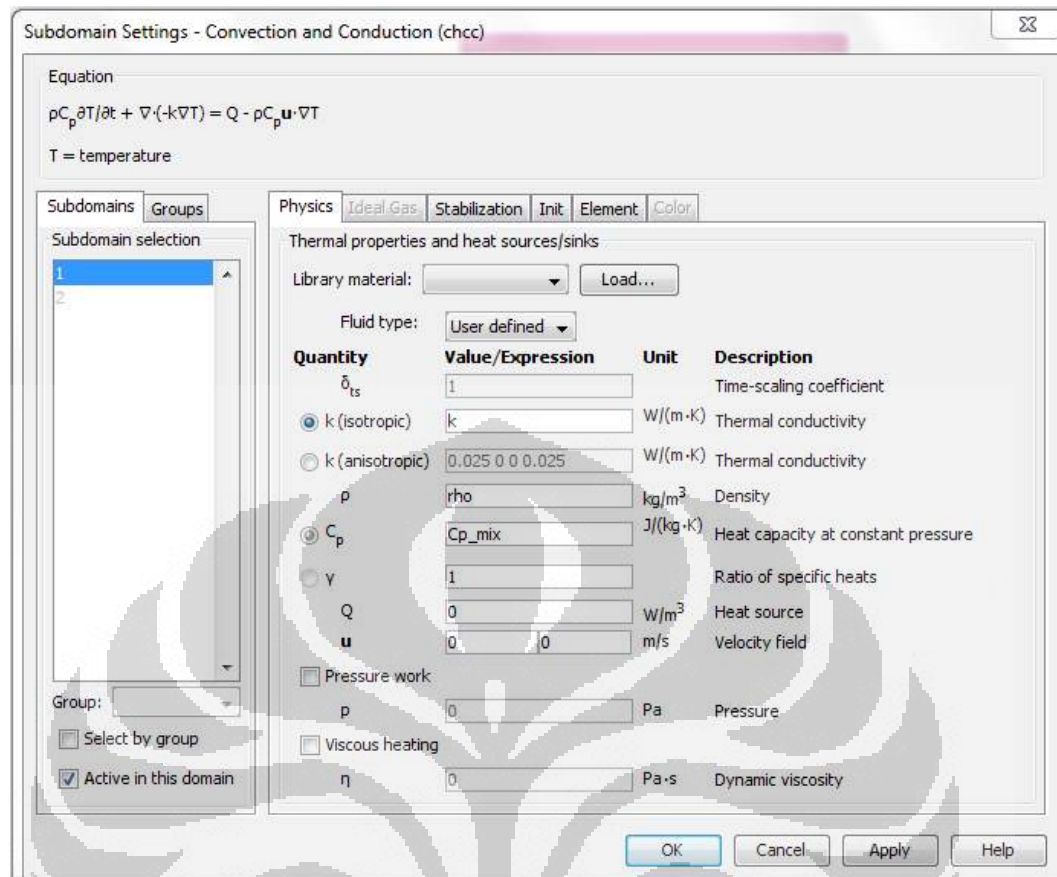 Subdomain Settings - Convection and Conduction (chcc)
Equation
ρCp∂T/∂t + ∇·(-k∇T) = Q - ρCpu·∇T
T = temperature
Subdomains Groups
Subdomain selection
1
2
Group:
Select by group
Active in this domain
Physics Ideal Gas Stabilization Init Element Color
Thermal properties and heat sources/sinks
Library material: Load...
Fluid type: User defined
Quantity Value/Expression Unit Description
δts 1 Time-scaling coefficient
k (isotropic) k W/(m·K) Thermal conductivity
k (anisotropic) 0.025 0 0 0.025 W/(m·K) Thermal conductivity
ρ rho kg/m³ Density
Cp Cp_mix J/(kg·K) Heat capacity at constant pressure
γ 1 Ratio of specific heats
Q 0 W/m³ Heat source
u 0 0 m/s Velocity field
Pressure work
p 0 Pa Pressure
Viscous heating
η 0 Pa·s Dynamic viscosity
OK Cancel Apply Help